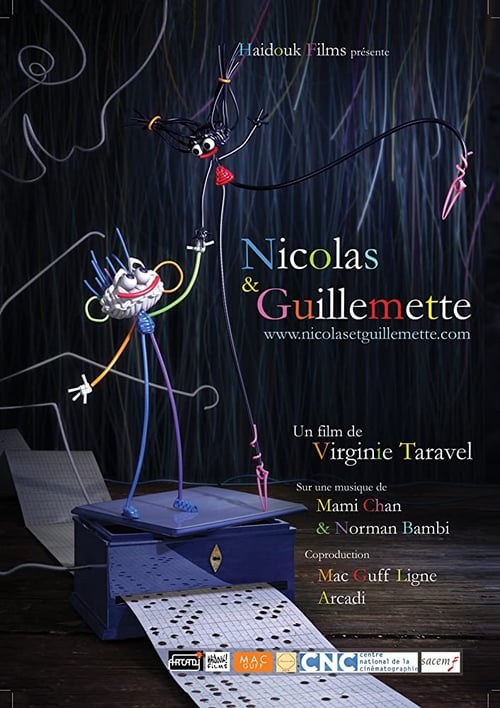 Haidouk Films présente
Nicolas
& Guillemette
www.nicolasetguillemette.com
Un film de
Virginie Taravel
Sur une musique de
Mami Chan
& Norman Bambi
Coproduction
Mac Guff Ligne
Arcadi
MAC GUFF
CNC centre national de la cinématographie
sacem